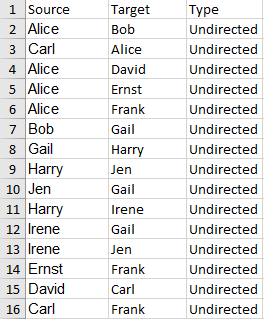 1 Source Target Type
2 Alice Bob Undirected
3 Carl Alice Undirected
4 Alice David Undirected
5 Alice Ernst Undirected
6 Alice Frank Undirected
7 Bob Gail Undirected
8 Gail Harry Undirected
9 Harry Jen Undirected
10 Jen Gail Undirected
11 Harry Irene Undirected
12 Irene Gail Undirected
13 Irene Jen Undirected
14 Ernst Frank Undirected
15 David Carl Undirected
16 Carl Frank Undirected